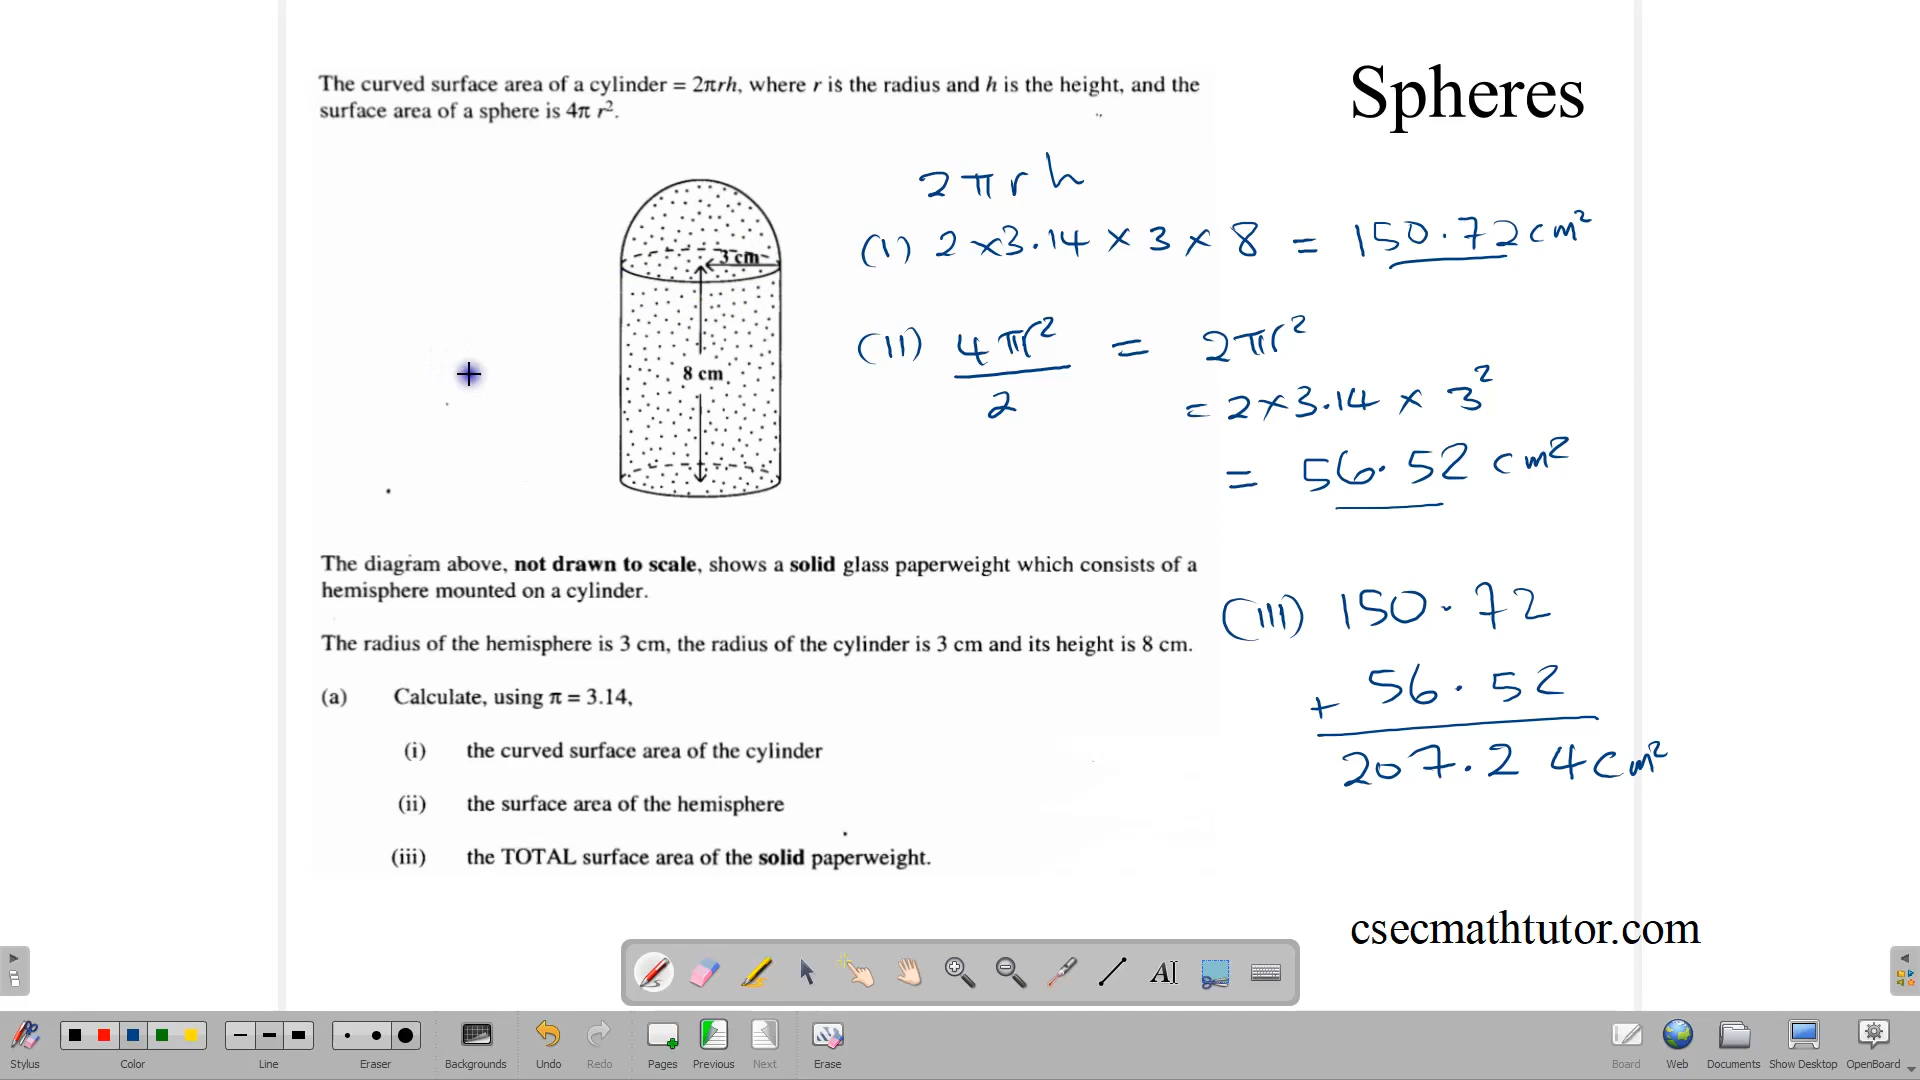 The curved surface area of a cylinder = 2πrh, where r is the radius and h is the height, and the
surface area of a sphere is 4π r².
Spheres
2πrh
(I) 2×3.14 × 3 × 8 = 150.72cm²
3 cm
8 cm
(II) 4πr²/2 = 2πr²
= 2×3.14 × 3²
= 56.52 cm²
The diagram above, not drawn to scale, shows a solid glass paperweight which consists of a
hemisphere mounted on a cylinder.
The radius of the hemisphere is 3 cm, the radius of the cylinder is 3 cm and its height is 8 cm.
(a) Calculate, using π = 3.14,
(i) the curved surface area of the cylinder
(ii) the surface area of the hemisphere
(iii) the TOTAL surface area of the solid paperweight.
(III) 150.72
+ 56.52
207.24cm²
csecmathtutor.com
AI
Stylus
Color
Line
Eraser
Backgrounds
Undo
Redo
Pages
Previous
Next
Erase
Board
Web
Documents
Show Desktop
OpenBoard